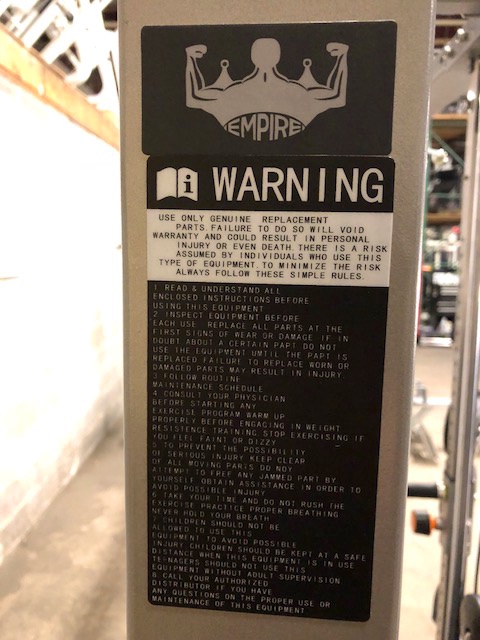 EMPIRE
WARNING
USE ONLY GENUINE REPLACEMENT
PARTS. FAILURE TO DO SO WILL VOID
WARRANTY AND COULD RESULT IN PERSONAL
INJURY OR EVEN DEATH. THERE IS A RISK
ASSUMED BY INDIVIDUALS WHO USE THIS
TYPE OF EQUIPMENT. TO MINIMIZE THE RISK
ALWAYS FOLLOW THESE SIMPLE RULES.
1 READ & UNDERSTAND ALL
ENCLOSED INSTRUCTIONS BEFORE
USING THIS EQUIPMENT
2 INSPECT EQUIPMENT BEFORE
EACH USE REPLACE ALL PARTS AT THE
FIRST SIGNS OF WEAR OR DAMAGE IF IN
DOUBT ABOUT A CERTAIN PAPT DO NOT
USE THE EQUIPMENT UMTIL THE PAPT IS
REPLACED FAILURE TO REPLACE WORN OR
DAMAGED PARTS MAY RESULT IN INJURY
3 FOLLOW ROUTINE
MAINTENANCE SCHEDULE
4 CONSULT YOUR PHYSICIAN
BEFORE STARTING ANY
EXERCISE PROGRAM WARM UP
PROPERLY BEFORE ENGAGING IN WEIGHT
RESISTENCE TRAINING STOP EXERCISING IF
YOU FEEL FAINT OR DIZZY
5 TO PREVENT THE POSSIBILITY
OF SERIOUS INJURY KEEP CLEAR
OF ALL MOVING PARTS DO NOY
ATTEMPT TO FREE ANY JAMMED PART BY
YOURSELF OBTAIN ASSISTANCE IN ORDER TO
AVOID POSSIBLE INJURY
6 TAKE YOUR TIME AND DO NOT RUSH THE
EXERCISE PRACTICE PROPER BREATHING
NEVER HOLD YOUR BREATH
7 CHILDREN SHOULD NOT BE
ALLOWED TO USE THIS
EQUIPMENT TO AVOID POSSIBLE
INJURY CHILDREN SHOULD BE KEPT AT A SAFE
DISTANCE WHEN THIS EQUIPMENT IS IN USE
TEENAGERS SHOULD NOT USE THIS
EQUIPMENT WITHOUT ADULT SUPERVISION
8 CALL YOUR AUTHORIZED
DISTRIBUTOR IF YOU HAVE
ANY QUESTIONS ON THE PROPER USE OR
MAINTENANCE OF THIS EQUIPMENT